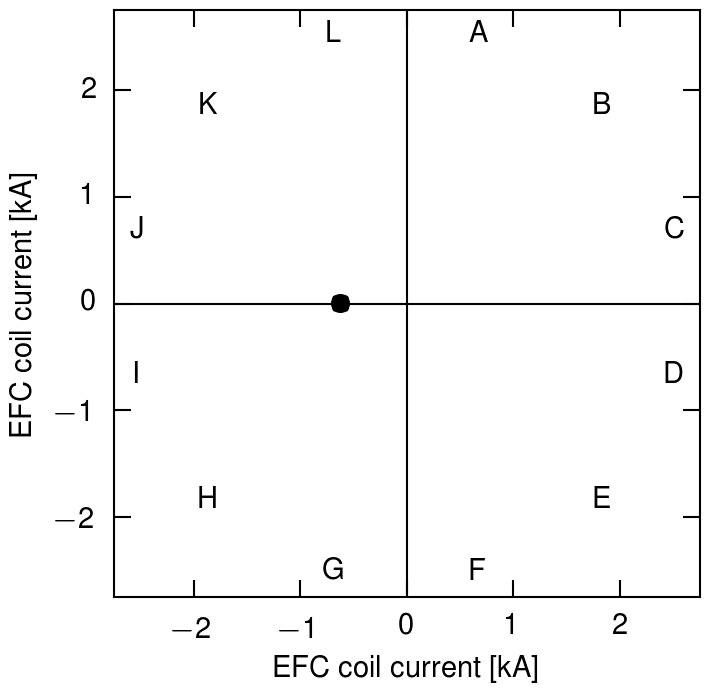 L A
2
K B
1
J C
0
I D
−1
H E
−2
G F
−2 −1 0 1 2
EFC coil current [kA]
EFC coil current [kA]